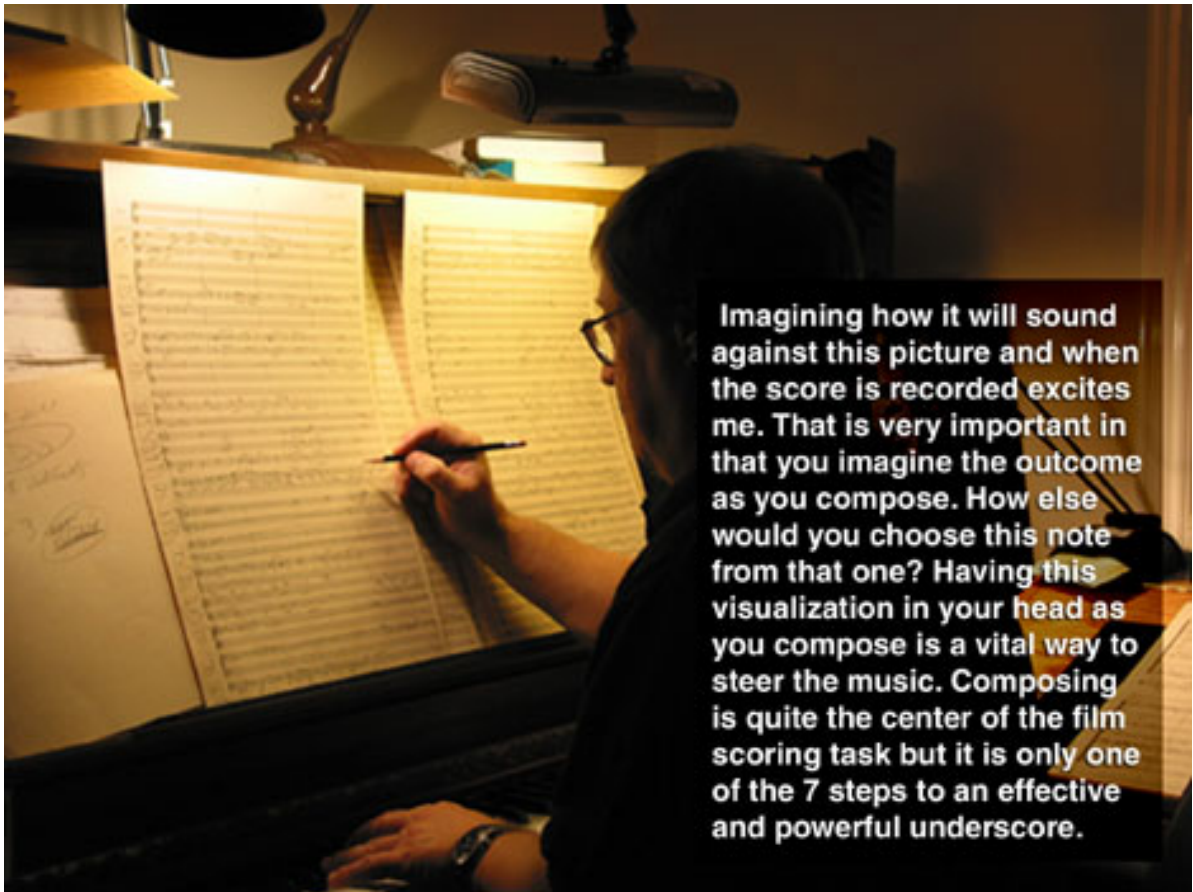 Imagining how it will sound
against this picture and when
the score is recorded excites
me. That is very important in
that you imagine the outcome
as you compose. How else
would you choose this note
from that one? Having this
visualization in your head as
you compose is a vital way to
steer the music. Composing
is quite the center of the film
scoring task but it is only one
of the 7 steps to an effective
and powerful underscore.